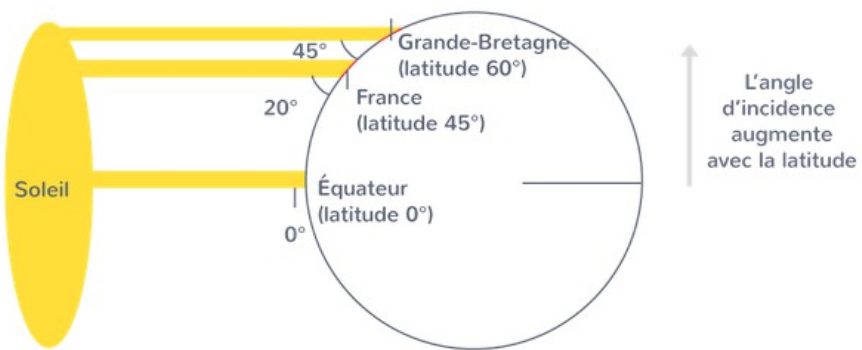 45°
Grande-Bretagne
(latitude 60°)
20°
France
(latitude 45°)
Soleil
Équateur
(latitude 0°)
0°
L'angle
d'incidence
augmente
avec la latitude